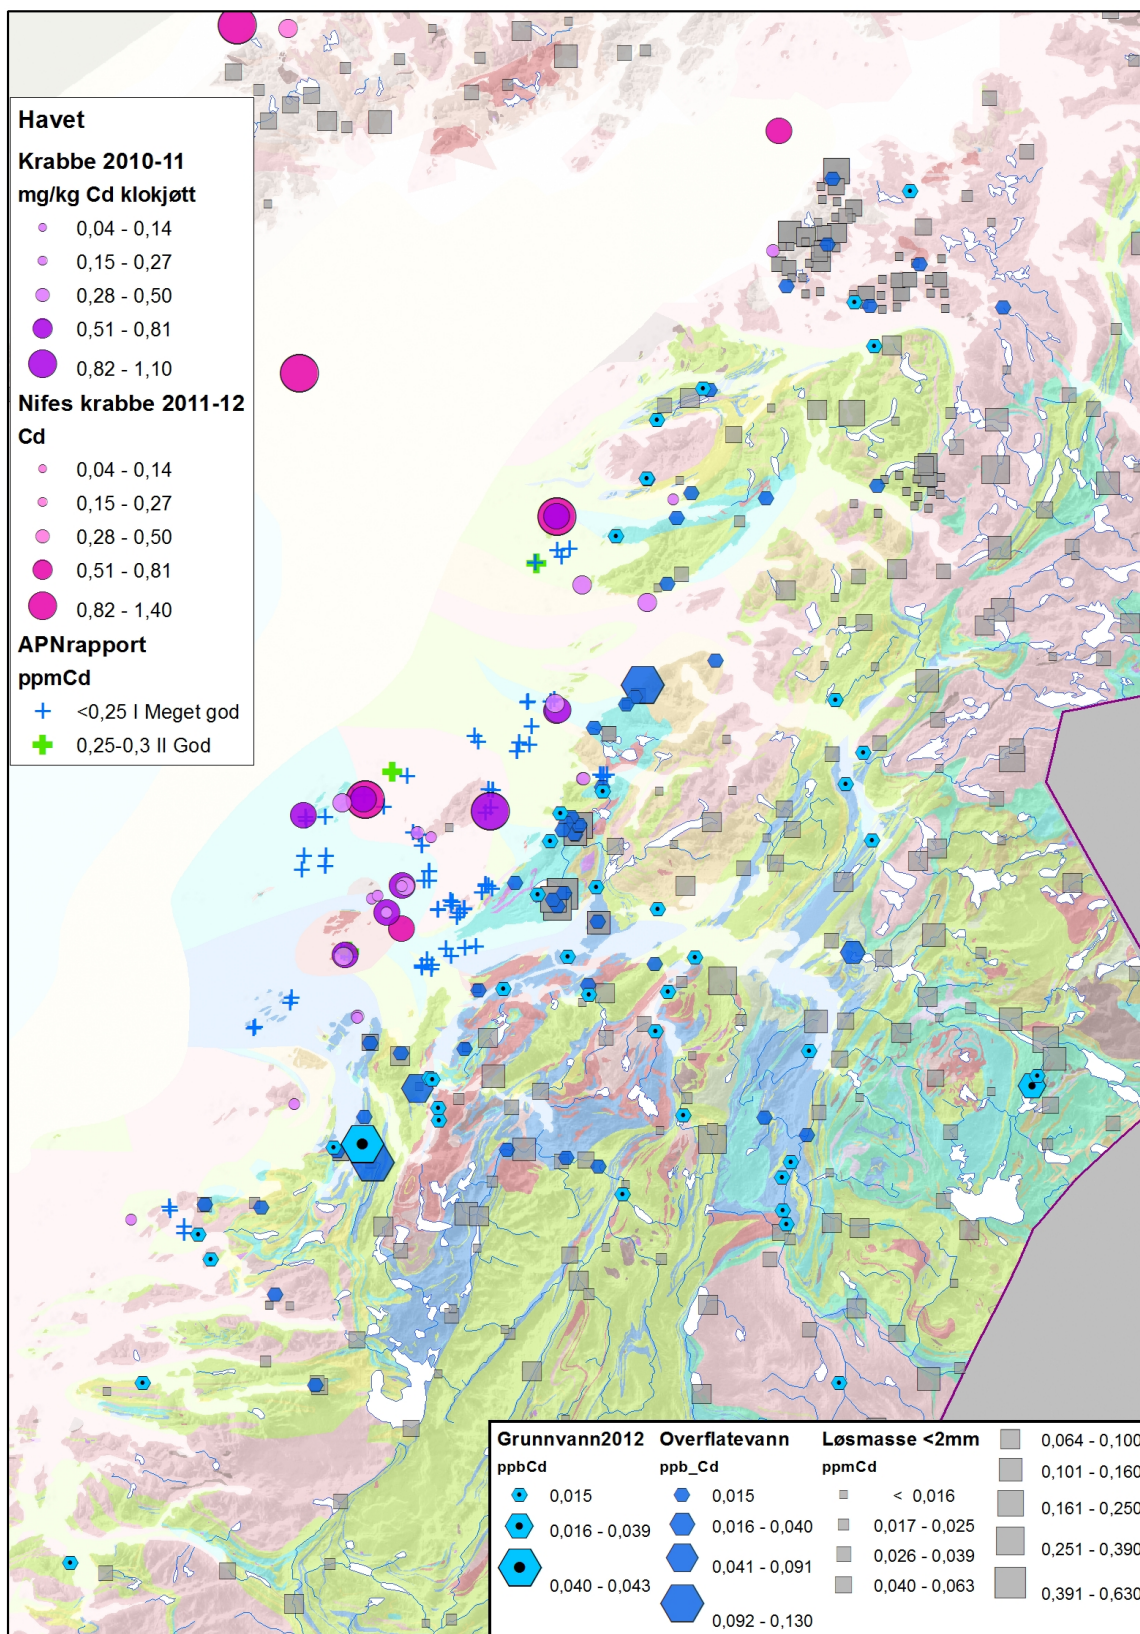 Havet
Krabbe 2010-11
mg/kg Cd klokjøtt
0,04 - 0,14
0,15 - 0,27
0,28 - 0,50
0,51 - 0,81
0,82 - 1,10
Nifes krabbe 2011-12
Cd
0,04 - 0,14
0,15 - 0,27
0,28 - 0,50
0,51 - 0,81
0,82 - 1,40
APNrapport
ppmCd
<0,25 I Meget god
0,25-0,3 II God
Grunnvann2012
ppbCd
0,015
0,016 - 0,039
0,040 - 0,043
Overflatevann
ppb_Cd
0,015
0,016 - 0,040
0,041 - 0,091
0,092 - 0,130
Løsmasse <2mm
ppmCd
< 0,016
0,017 - 0,025
0,026 - 0,039
0,040 - 0,063
0,064 - 0,100
0,101 - 0,160
0,161 - 0,250
0,251 - 0,390
0,391 - 0,630